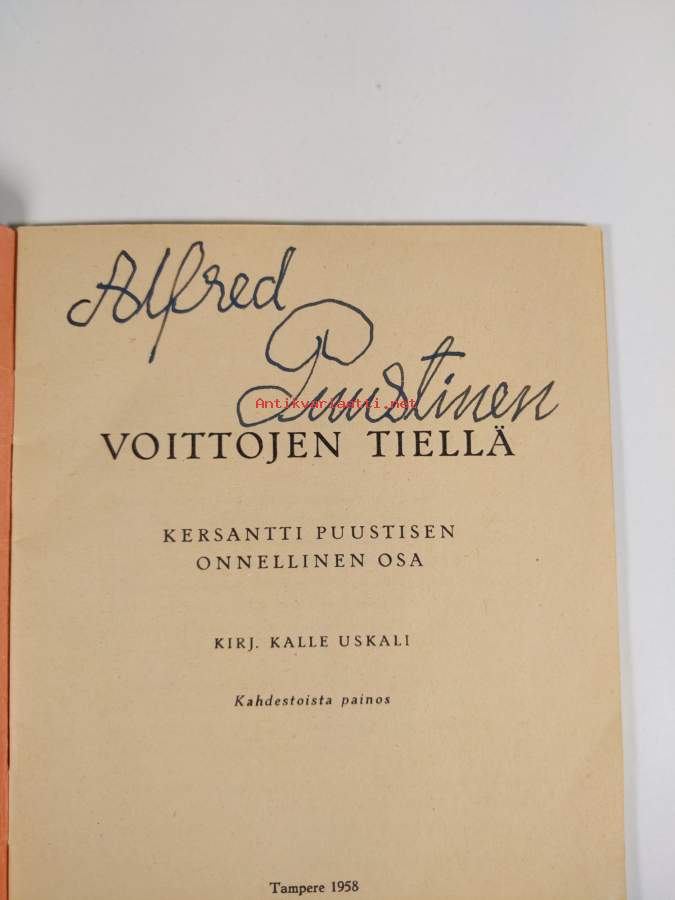 Alfred
Puustinen
Antikvariaatti.net
VOITTOJEN TIELLÄ
KERSANTTI PUUSTISEN
ONNELLINEN OSA
KIRJ. KALLE USKALI
Kahdestoista painos
Tampere 1958